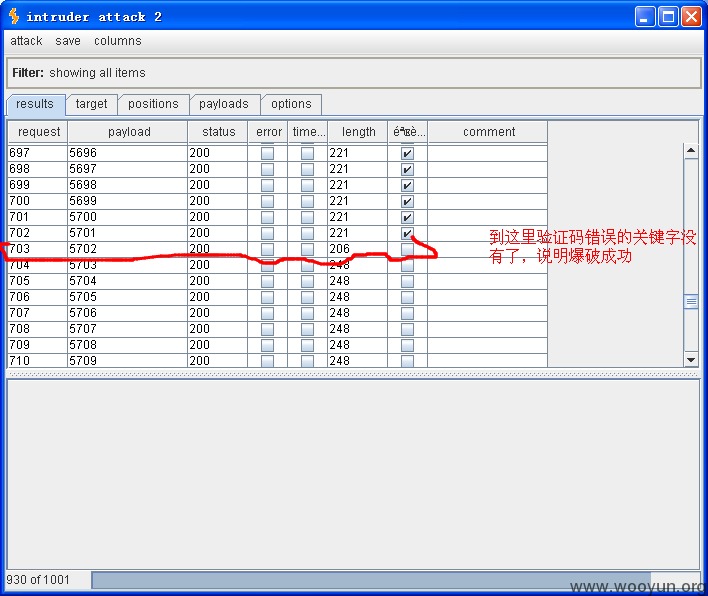 intruder attack 2
attack save columns
Filter: showing all items
results target positions payloads options
request payload status error time... length éªè... comment
697 5696 200 221
698 5697 200 221
699 5698 200 221
700 5699 200 221
701 5700 200 221
702 5701 200 221
703 5702 200 206
704 5703 200 248
705 5704 200 248
706 5705 200 248
707 5706 200 248
708 5707 200 248
709 5708 200 248
710 5709 200 248
到这里验证码错误的关键字没
有了，说明爆破成功
930 of 1001
www.wooyun.org